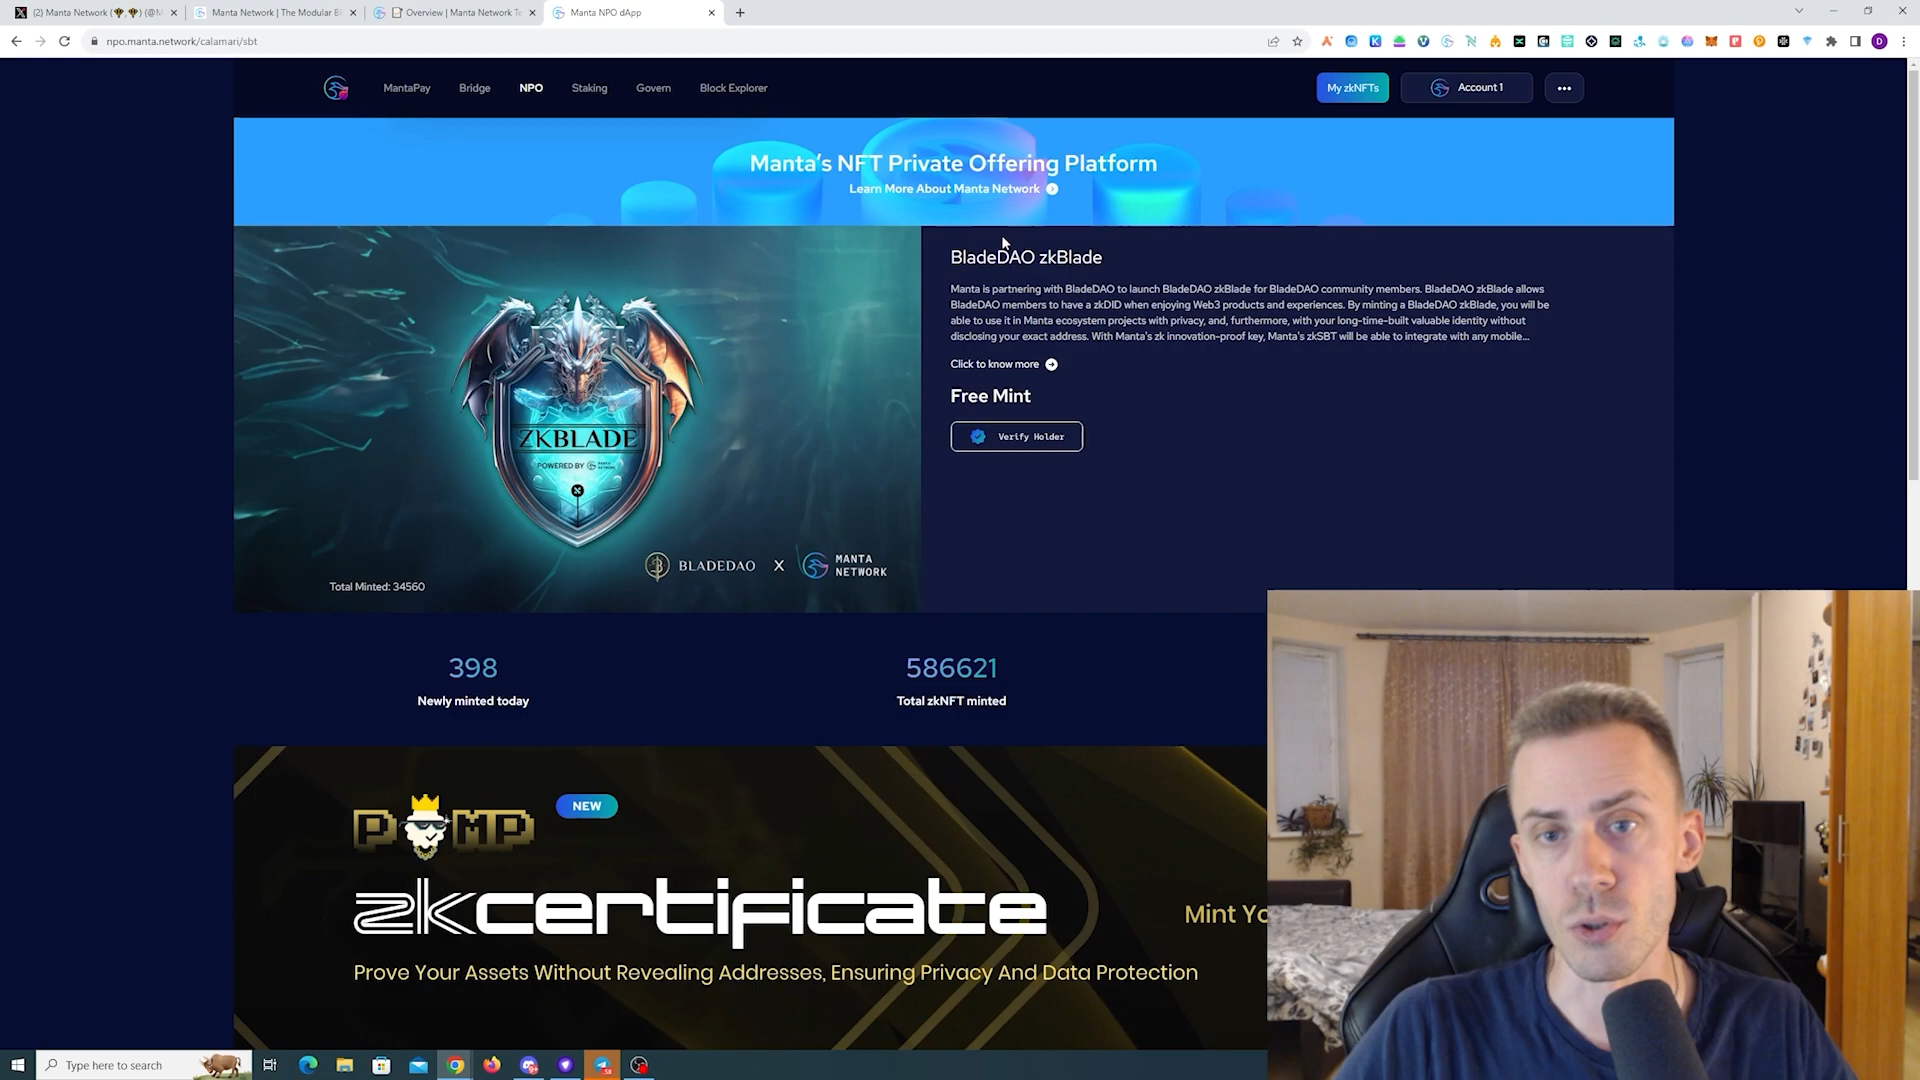 (2) Manta Network
Manta Network | The Modular Bl
Overview | Manta Network Te
Manta NPO dApp
npo.manta.network/calamari/sbt
MantaPay
Bridge
NPO
Staking
Govern
Block Explorer
My zkNFTs
Account 1
Manta's NFT Private Offering Platform
Learn More About Manta Network
BladeDAO zkBlade
Manta is partnering with BladeDAO to launch BladeDAO zkBlade for BladeDAO community members. BladeDAO zkBlade allows
BladeDAO members to have a zkDID when enjoying Web3 products and experiences. By minting a BladeDAO zkBlade, you will be
able to use it in Manta ecosystem projects with privacy, and, furthermore, with your long-time-built valuable identity without
disclosing your exact address. With Manta's zk innovation-proof key, Manta's zkSBT will be able to integrate with any mobile...
Click to know more
Free Mint
Verify Holder
ZKBLADE
POWERED BY MANTA NETWORK
BLADEDAO X MANTA
NETWORK
Total Minted: 34560
398
Newly minted today
586621
Total zkNFT minted
POMP
NEW
zkcertificate
Mint Yo
Prove Your Assets Without Revealing Addresses, Ensuring Privacy And Data Protection
Type here to search